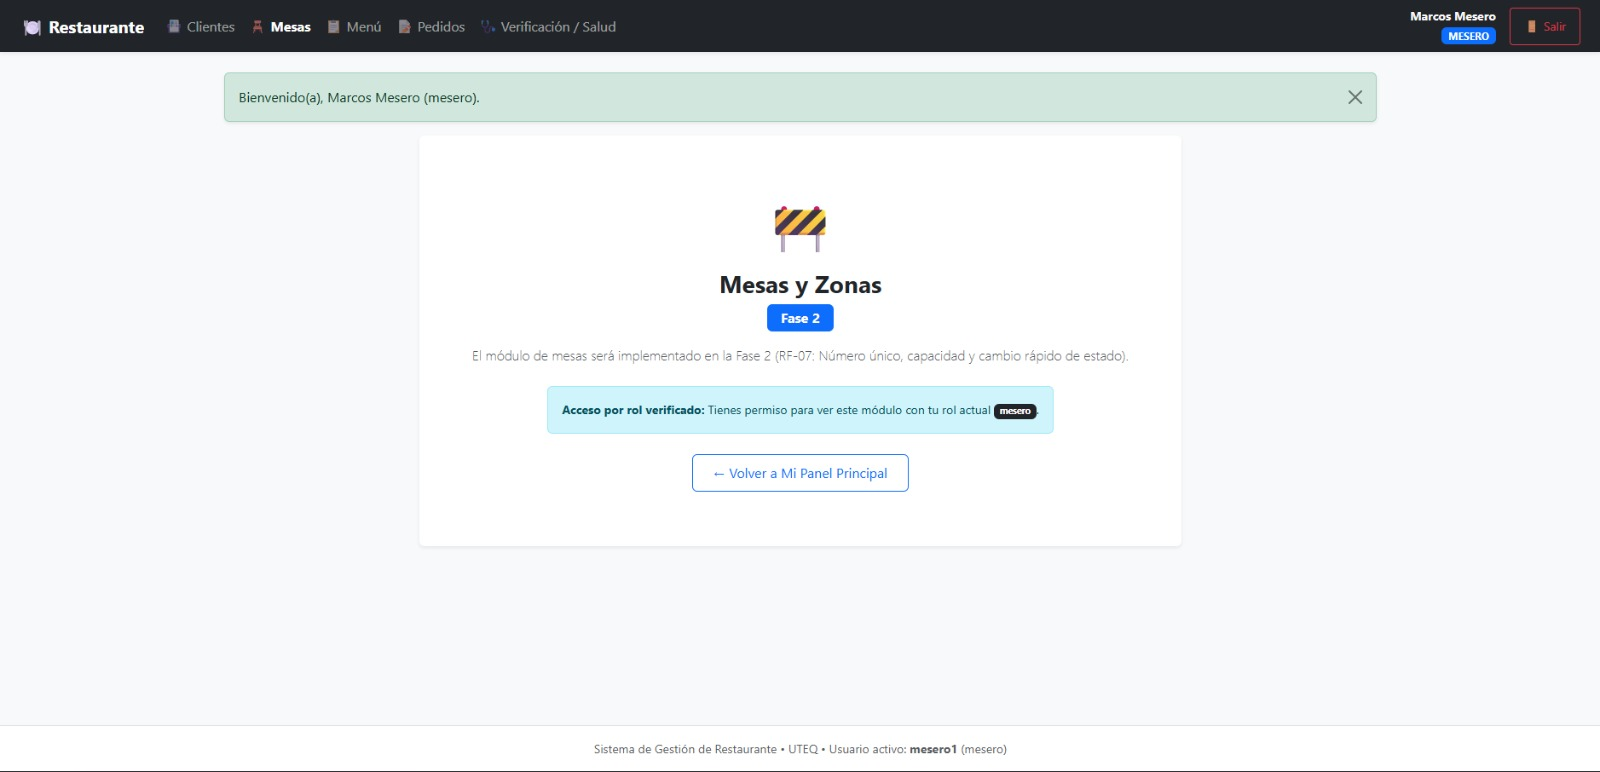 Restaurante Clientes Mesas Menú Pedidos Verificación / Salud
Marcos Mesero
MESERO
Salir
Bienvenido(a), Marcos Mesero (mesero).
Mesas y Zonas
Fase 2
El módulo de mesas será implementado en la Fase 2 (RF-07: Número único, capacidad y cambio rápido de estado).
Acceso por rol verificado: Tienes permiso para ver este módulo con tu rol actual mesero.
← Volver a Mi Panel Principal
Sistema de Gestión de Restaurante • UTEQ • Usuario activo: mesero1 (mesero)